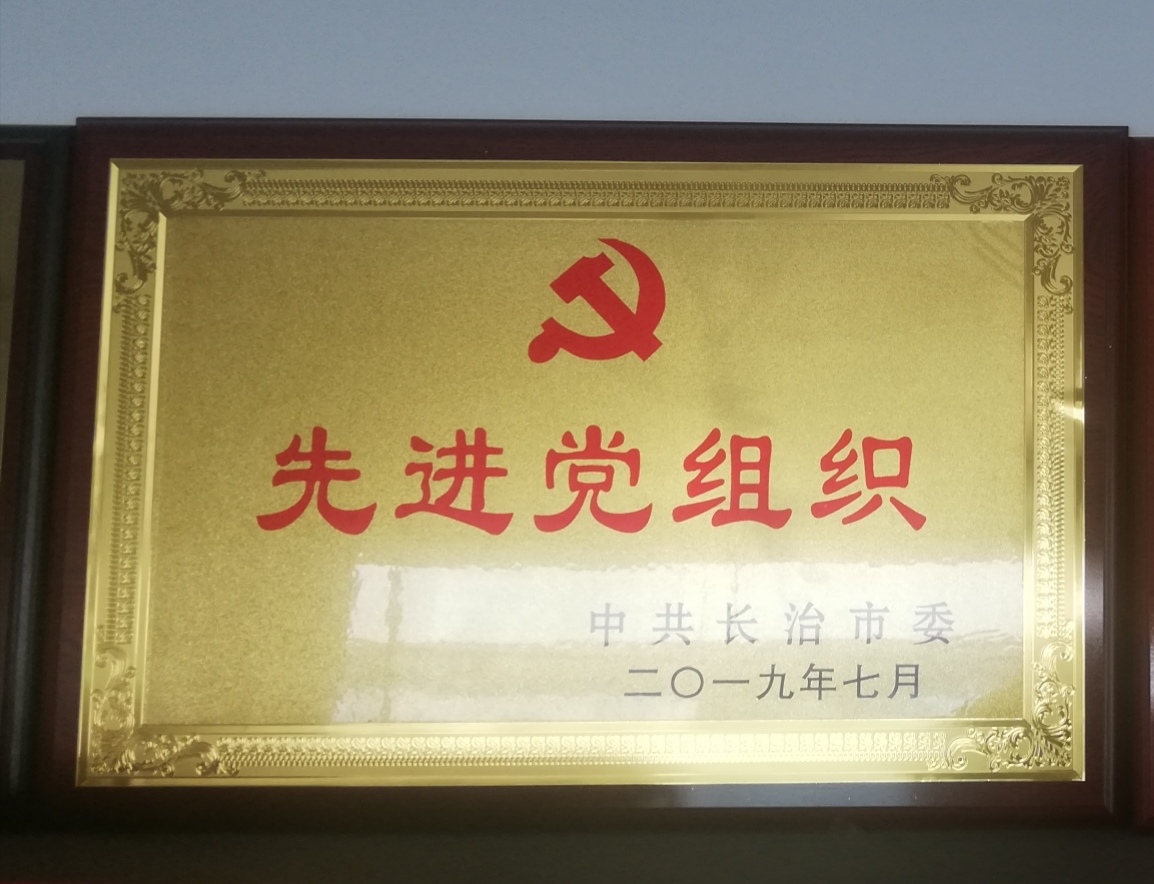 先进党组织
中共长治市委
二〇一九年七月